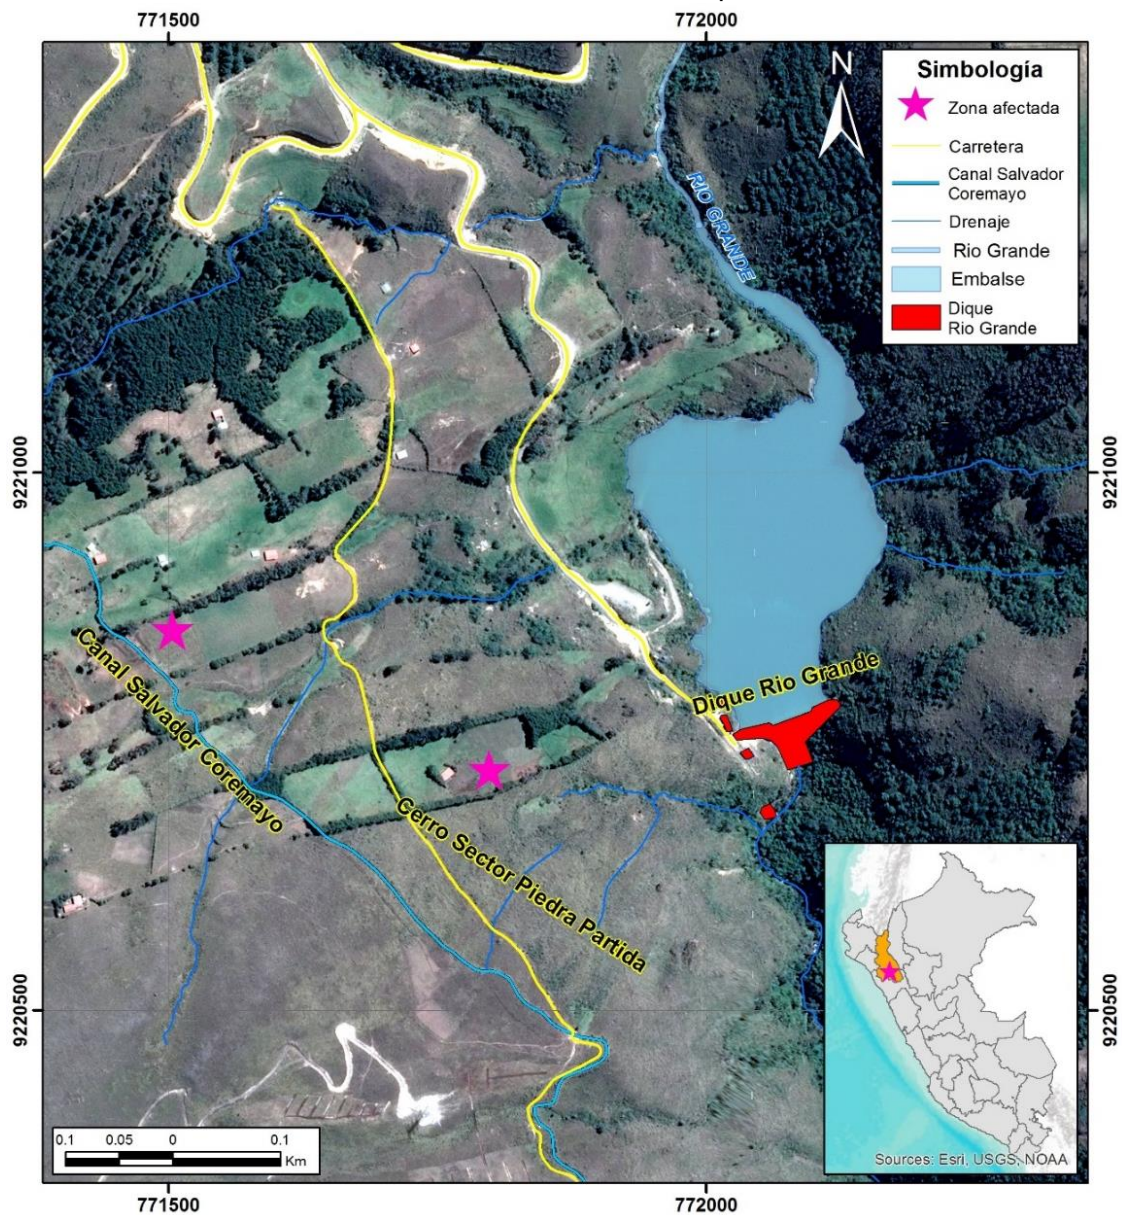 771500
772000
N
Simbología
Zona afectada
Carretera
Canal Salvador
Coremayo
Drenaje
Rio Grande
Embalse
Dique
Rio Grande
RIO GRANDE
9221000
9221000
Dique Rio Grande
Canal Salvador Coremayo
Cerro Sector Piedra Partida
9220500
9220500
0.1
0.05
0
0.1
Km
Sources: Esri, USGS, NOAA
771500
772000